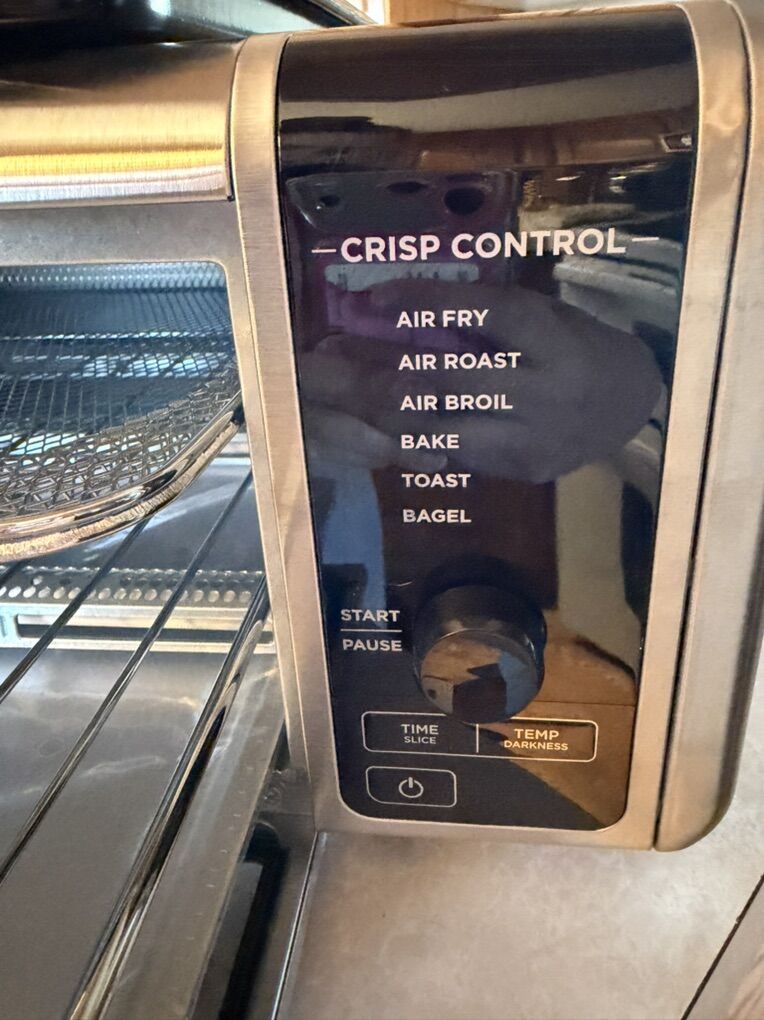 CRISP CONTROL
AIR FRY
AIR ROAST
AIR BROIL
BAKE
TOAST
BAGEL
START
PAUSE
TIME
SLICE
TEMP
DARKNESS